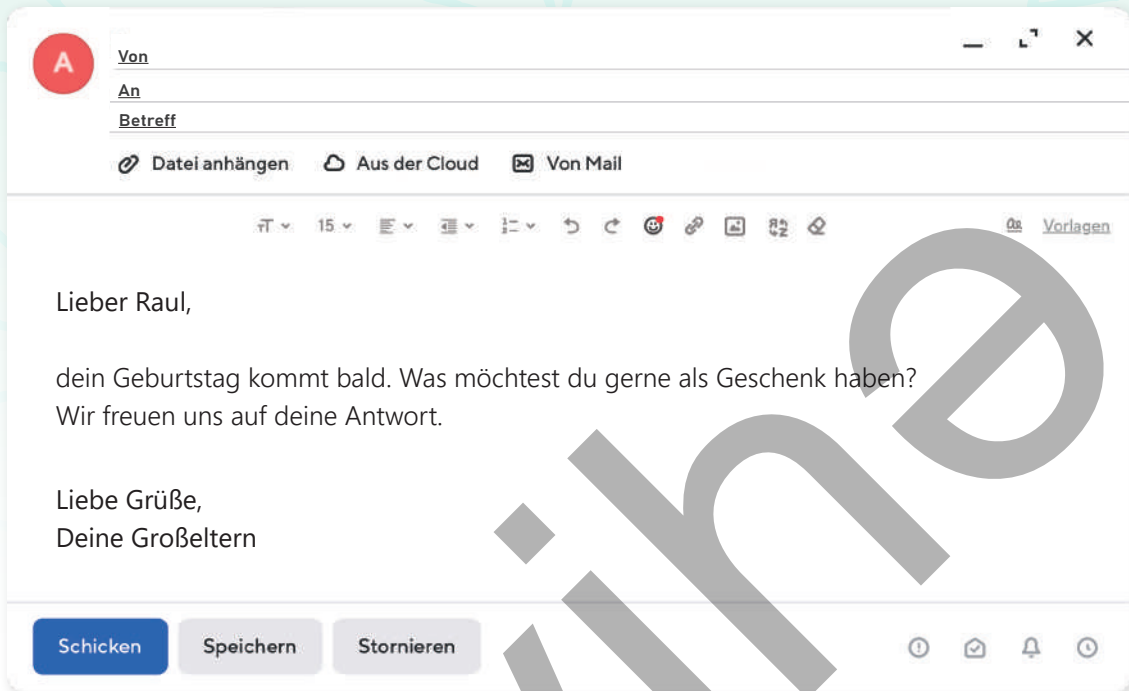 A
Von
An
Betreff
Datei anhängen Aus der Cloud Von Mail
15 Vorlagen
Lieber Raul,
dein Geburtstag kommt bald. Was möchtest du gerne als Geschenk haben?
Wir freuen uns auf deine Antwort.
Liebe Grüße,
Deine Großeltern
Schicken Speichern Stornieren